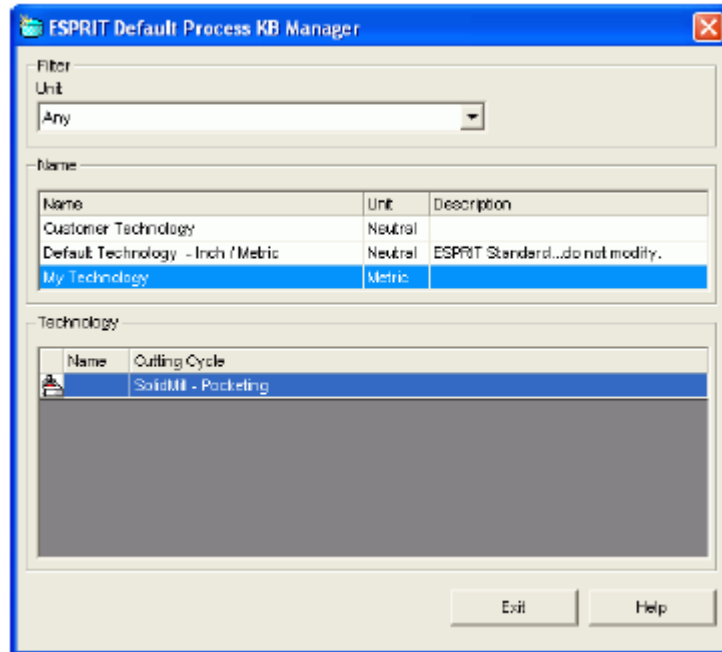 ESPRIT Default Process KB Manager
Filter
Unit
Any
Name
Name Unit Description
Customer Technology Neutral
Default Technology - Inch / Metric Neutral ESPRIT Standard...do not modify.
My Technology Metric
Technology
Name Cutting Cycle
SolidMill - Pocketing
Exit Help